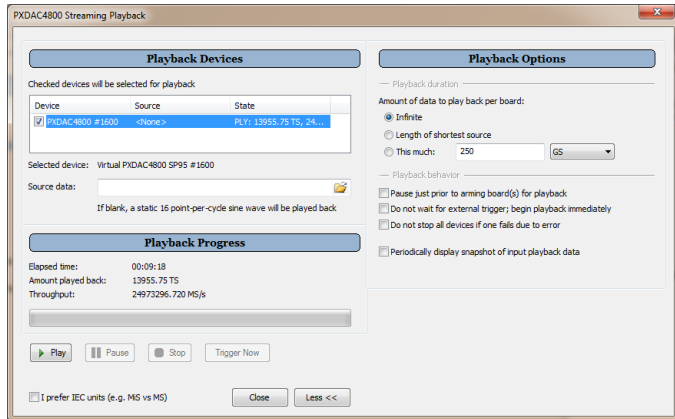 PXDAC4800 Streaming Playback
Playback Devices
Checked devices will be selected for playback
Device Source State
PXDAC4800 #1600 <None> PLY: 13955.75 TS, 24...
Selected device: Virtual PXDAC4800 SP95 #1600
Source data:
If blank, a static 16 point-per-cycle sine wave will be played back
Playback Progress
Elapsed time: 00:09:18
Amount played back: 13955.75 TS
Throughput: 24973296.720 MS/s
Play Pause Stop Trigger Now
I prefer IEC units (e.g. MiS vs MS) Close Less <<
Playback Options
Playback duration
Amount of data to play back per board:
Infinite
Length of shortest source
This much: 250 GS
Playback behavior
Pause just prior to arming board(s) for playback
Do not wait for external trigger; begin playback immediately
Do not stop all devices if one fails due to error
Periodically display snapshot of input playback data